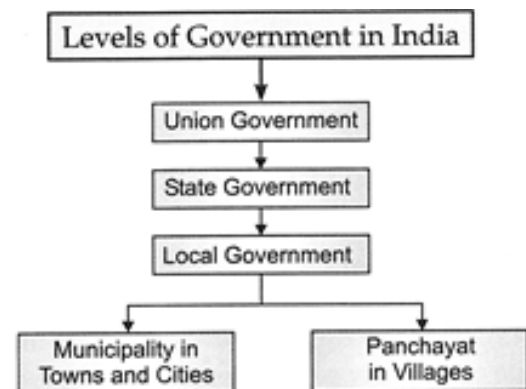 Levels of Government in India
Union Government
State Government
Local Government
Municipality in
Towns and Cities
Panchayat
in Villages